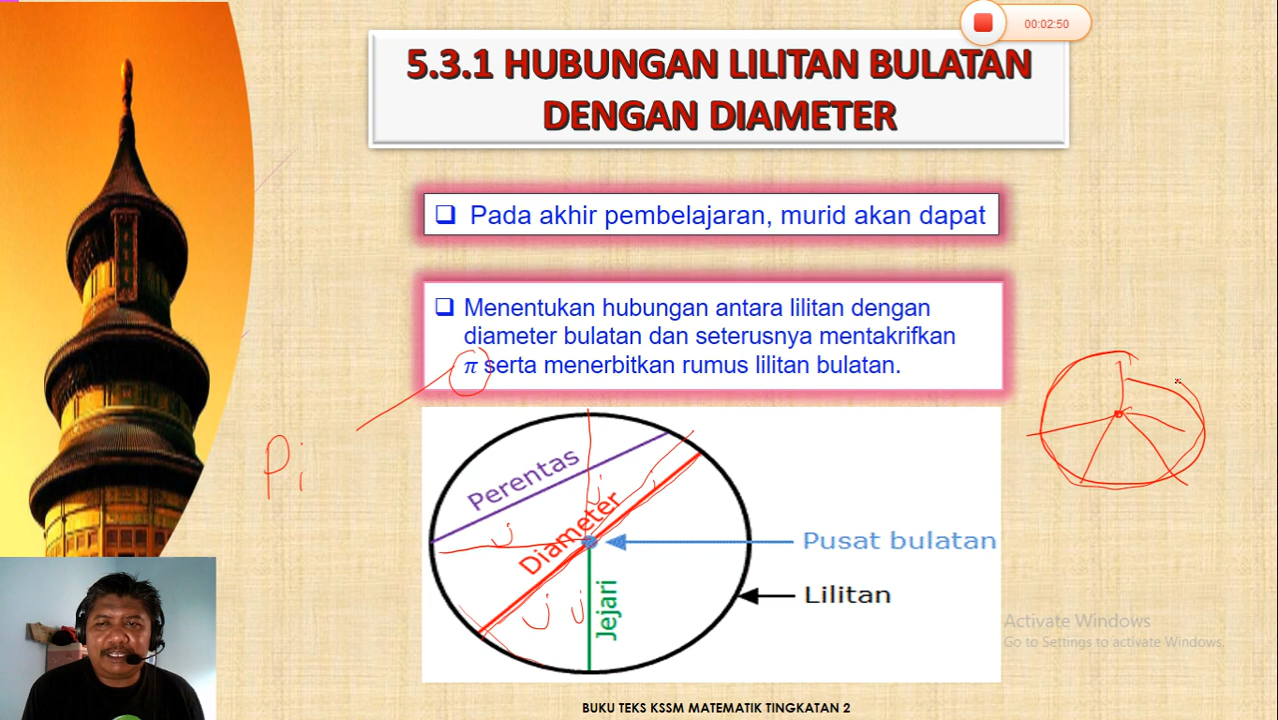 00:02:50
5.3.1 HUBUNGAN LILITAN BULATAN
DENGAN DIAMETER
❑ Pada akhir pembelajaran, murid akan dapat
❑ Menentukan hubungan antara lilitan dengan
diameter bulatan dan seterusnya mentakrifkan
π serta menerbitkan rumus lilitan bulatan.
Pi
Perentas
j
j
Diameter
Pusat bulatan
j j
Jejari
Lilitan
Activate Windows
Go to Settings to activate Windows.
BUKU TEKS KSSM MATEMATIK TINGKATAN 2